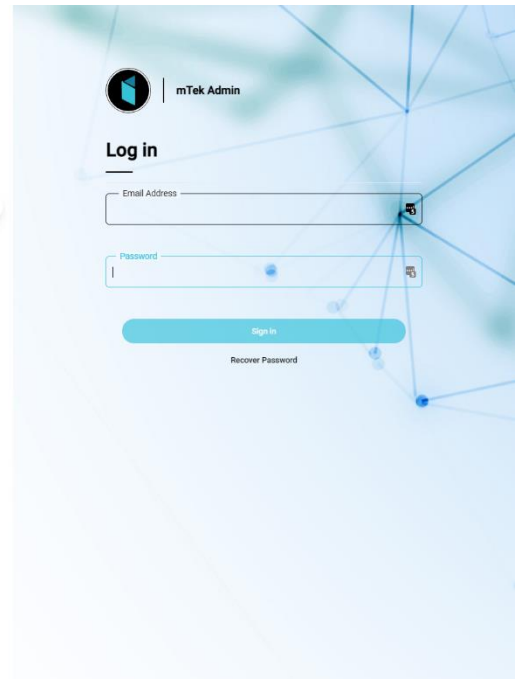 mTek Admin
Log in
Email Address
Password
Sign in
Recover Password